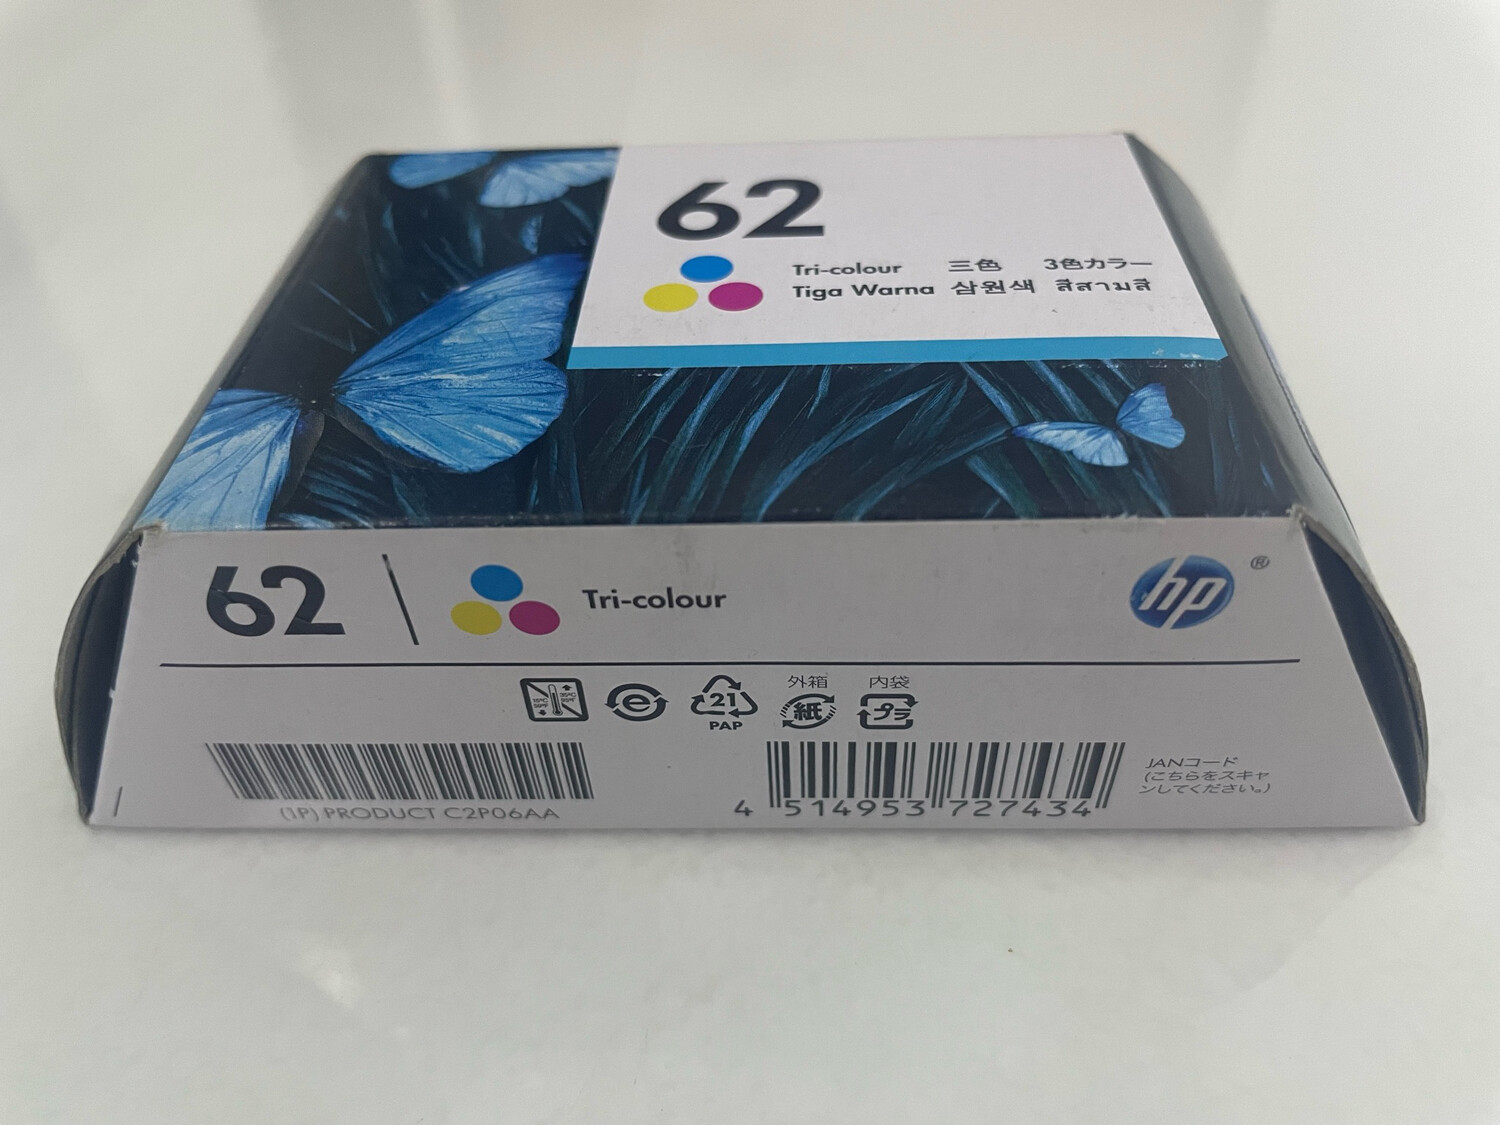 62
Tri-colour 三色 3色カラー
Tiga Warna 삼원색 สีสามสี
62 Tri-colour hp ®
21
PAP
外箱 内袋
紙 プラ
(1P) PRODUCT C2P06AA
4 514953 727434
JANコード
(こちらをスキャ
ンしてください。)